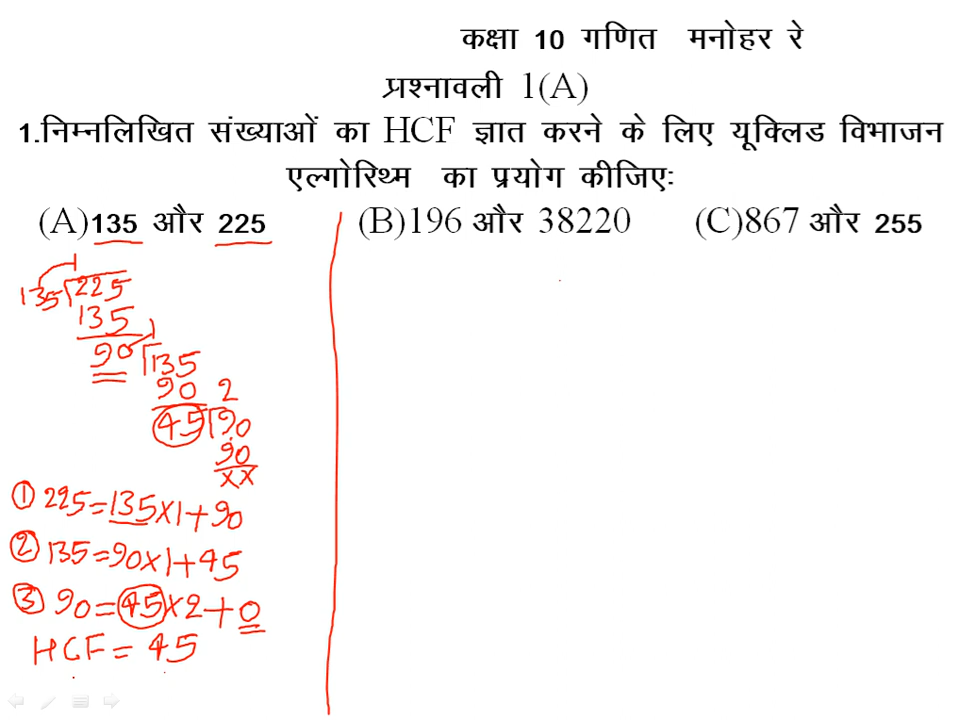 कक्षा 10 गणित मनोहर रे
प्रश्नावली 1(A)
1.निम्नलिखित संख्याओं का HCF ज्ञात करने के लिए यूक्लिड विभाजन
एल्गोरिथ्म का प्रयोग कीजिएः
(A)135 और 225 (B)196 और 38220 (C)867 और 255
1
135 225
135 1
90 135
90 2
45 90
90
xx
① 225=135x1+90
② 135=90x1+45
③ 90=45x2+0
HCF=45